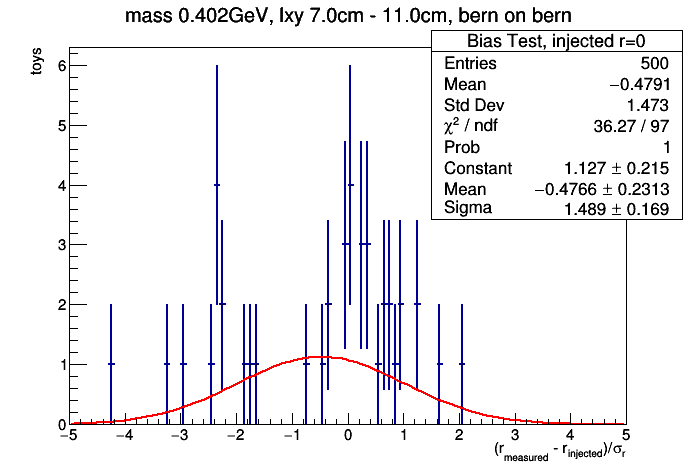 mass 0.402GeV, lxy 7.0cm - 11.0cm, bern on bern
Bias Test, injected r=0
Entries 500
Mean −0.4791
Std Dev 1.473
χ² / ndf 36.27 / 97
Prob 1
Constant 1.127 ± 0.215
Mean −0.4766 ± 0.2313
Sigma 1.489 ± 0.169
toys
6
5
4
3
2
1
0
−5 −4 −3 −2 −1 0 1 2 3 4 5
(r_measured - r_injected)/σ_r